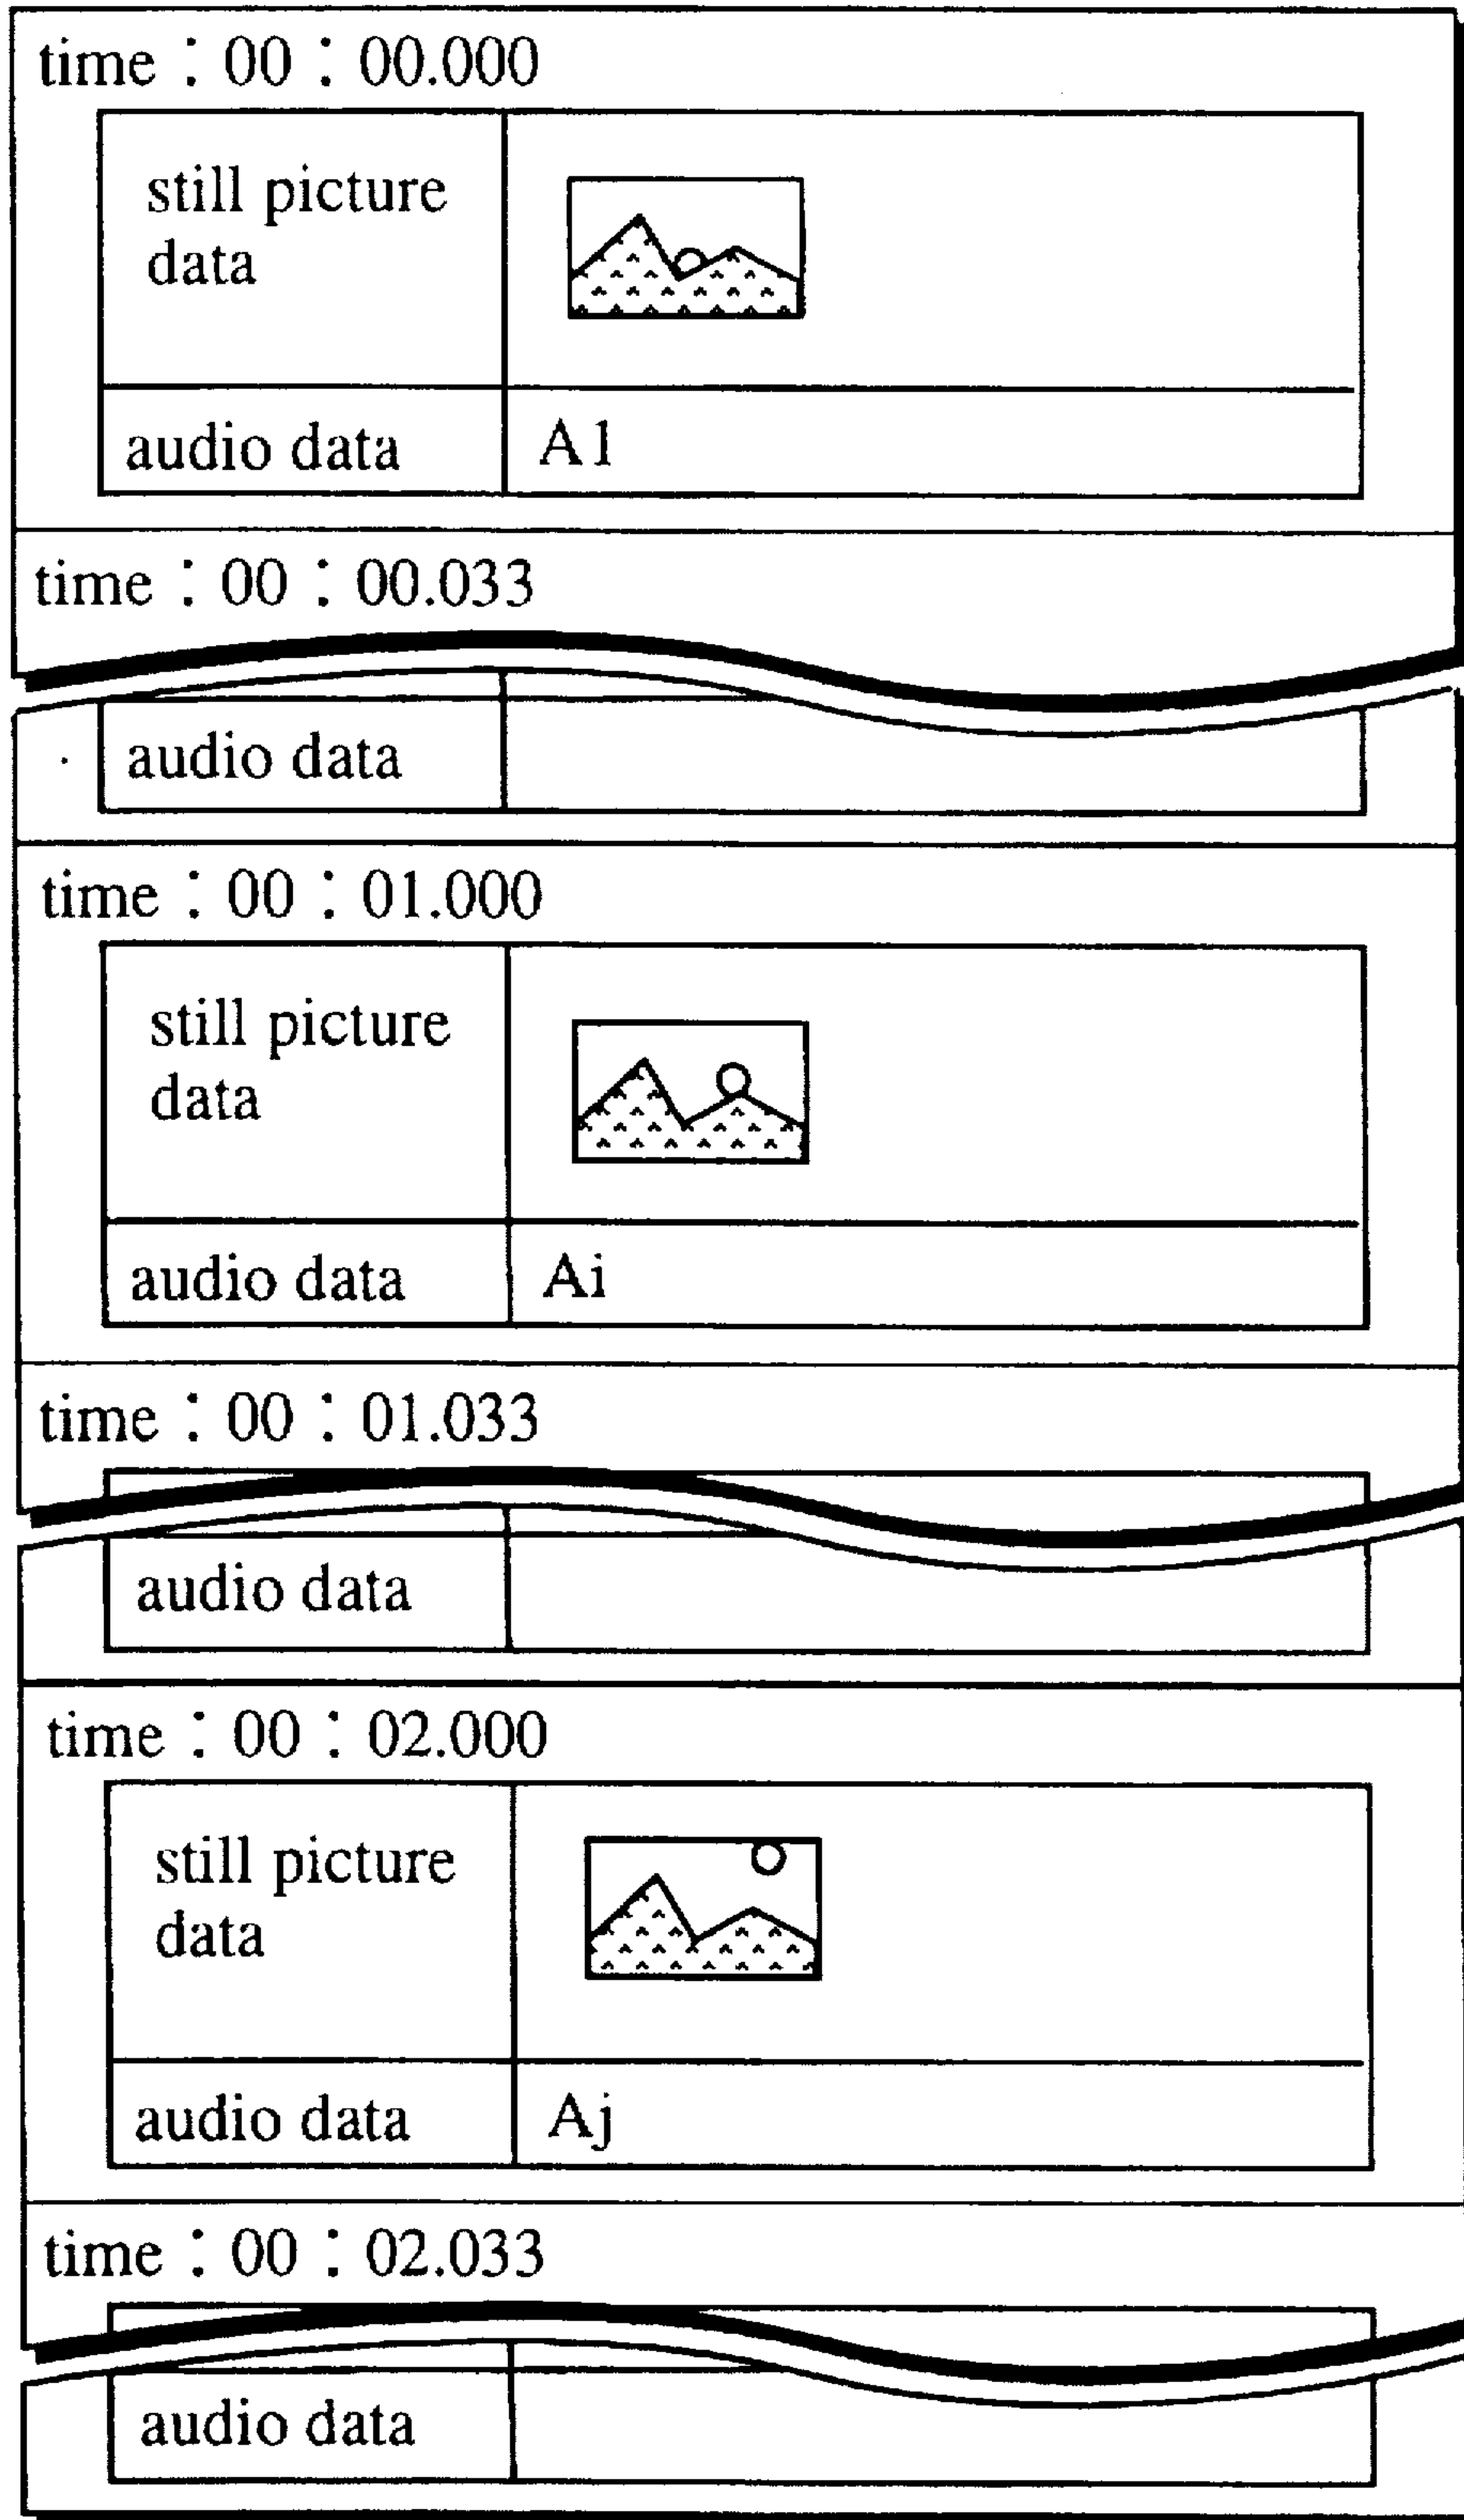 time : 00 : 00.000
still picture
data
audio data A1
time : 00 : 00.033
audio data
time : 00 : 01.000
still picture
data
audio data Ai
time : 00 : 01.033
audio data
time : 00 : 02.000
still picture
data
audio data Aj
time : 00 : 02.033
audio data